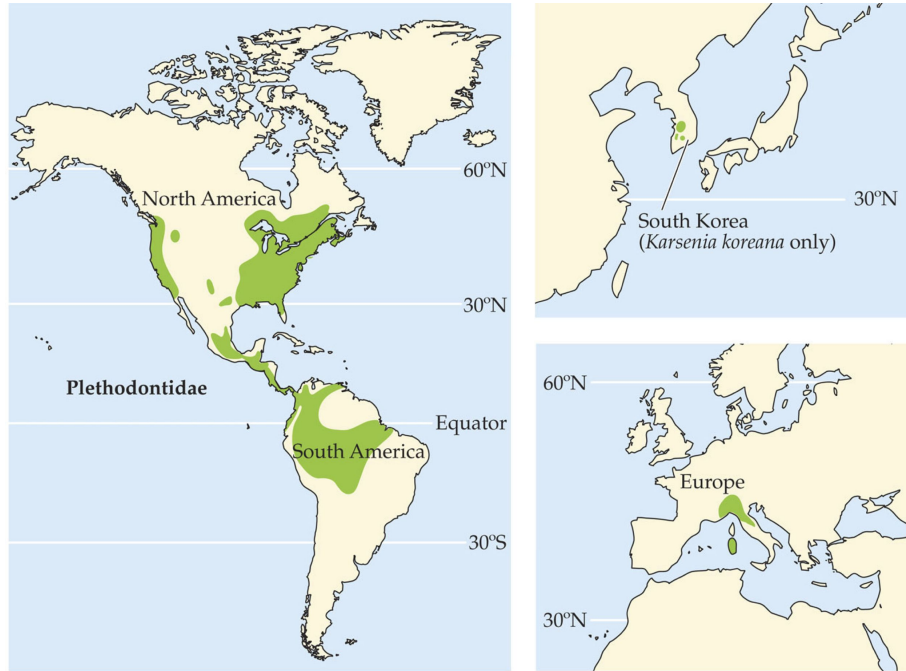 60ºN
North America
30ºN
Plethodontidae
Equator
South America
30ºS
30ºN
South Korea
(Karsenia koreana only)
60ºN
Europe
30ºN